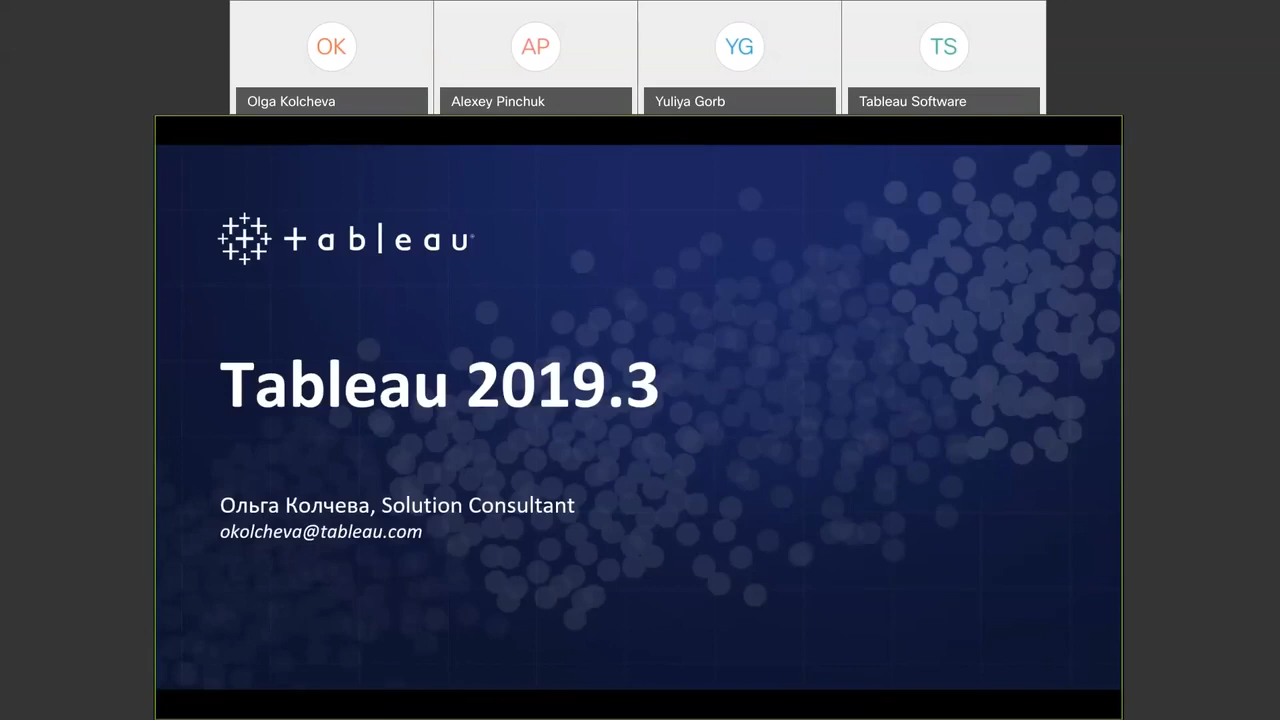 OK
AP
YG
TS
Olga Kolcheva
Alexey Pinchuk
Yuliya Gorb
Tableau Software
+ a b l e a u
Tableau 2019.3
Ольга Колчева, Solution Consultant
okolcheva@tableau.com